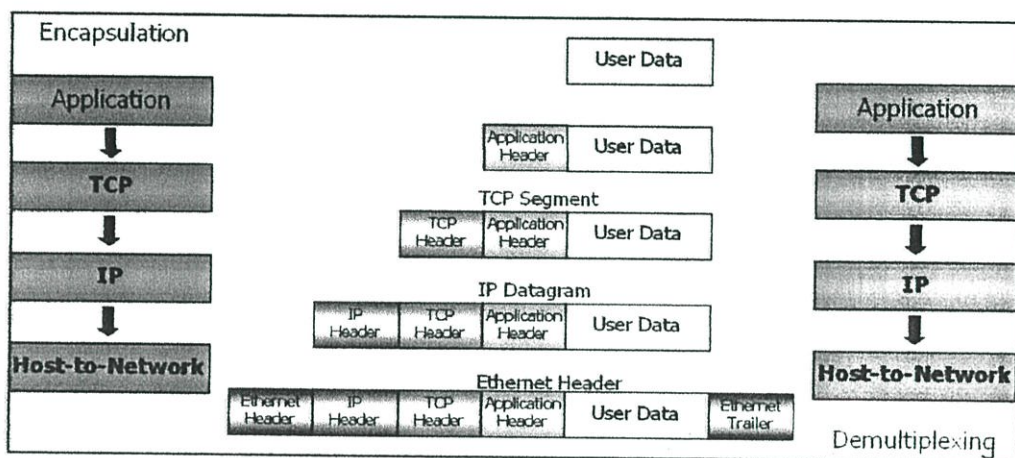 Encapsulation
Application
TCP
IP
Host-to-Network
User Data
Application
Header
User Data
TCP Segment
TCP
Header
Application
Header
User Data
IP Datagram
IP
Header
TCP
Header
Application
Header
User Data
Ethernet Header
Ethernet
Header
IP
Header
TCP
Header
Application
Header
User Data
Ethernet
Trailer
Application
TCP
IP
Host-to-Network
Demultiplexing